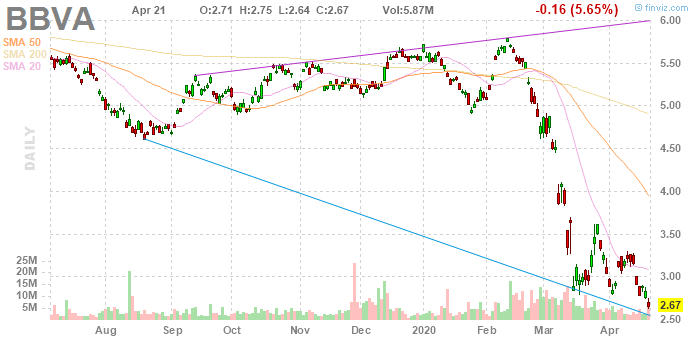 © finviz.com
BBVA Apr 21 O:2.71 H:2.75 L:2.64 C:2.67 Vol:5.87M -0.16 (5.65%)
SMA 50
SMA 200
SMA 20
DAILY
6.00
5.50
5.00
4.50
4.00
3.50
3.00
2.67
2.50
25M
20M
15M
10M
5M
Aug Sep Oct Nov Dec 2020 Feb Mar Apr